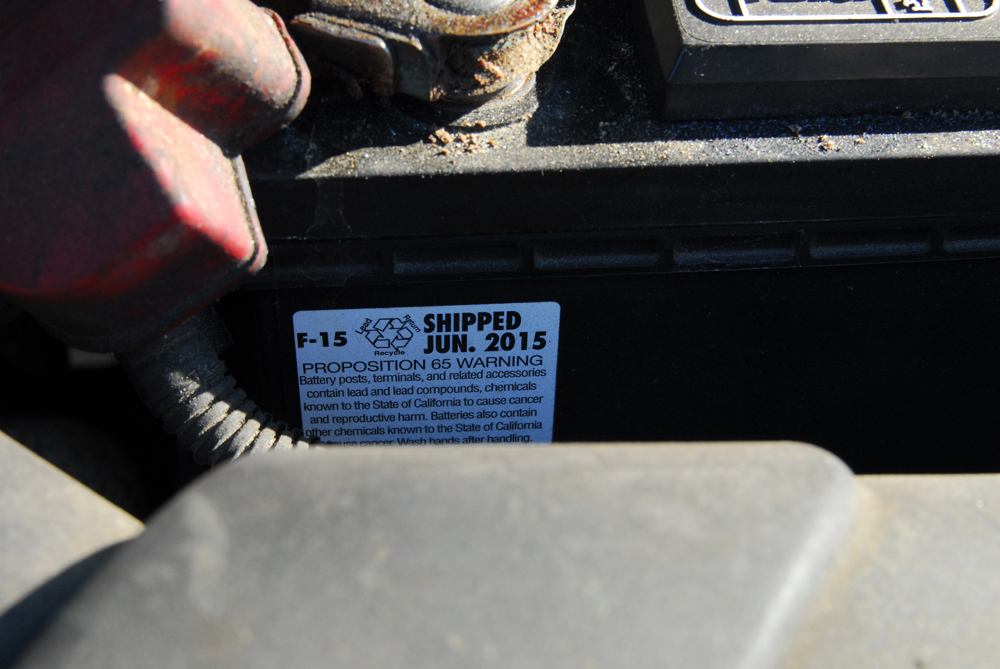 F-15
Lead Return
Recycle
SHIPPED
JUN. 2015
PROPOSITION 65 WARNING
Battery posts, terminals, and related accessories
contain lead and lead compounds, chemicals
known to the State of California to cause cancer
and reproductive harm. Batteries also contain
other chemicals known to the State of California
cause cancer. Wash hands after handling.